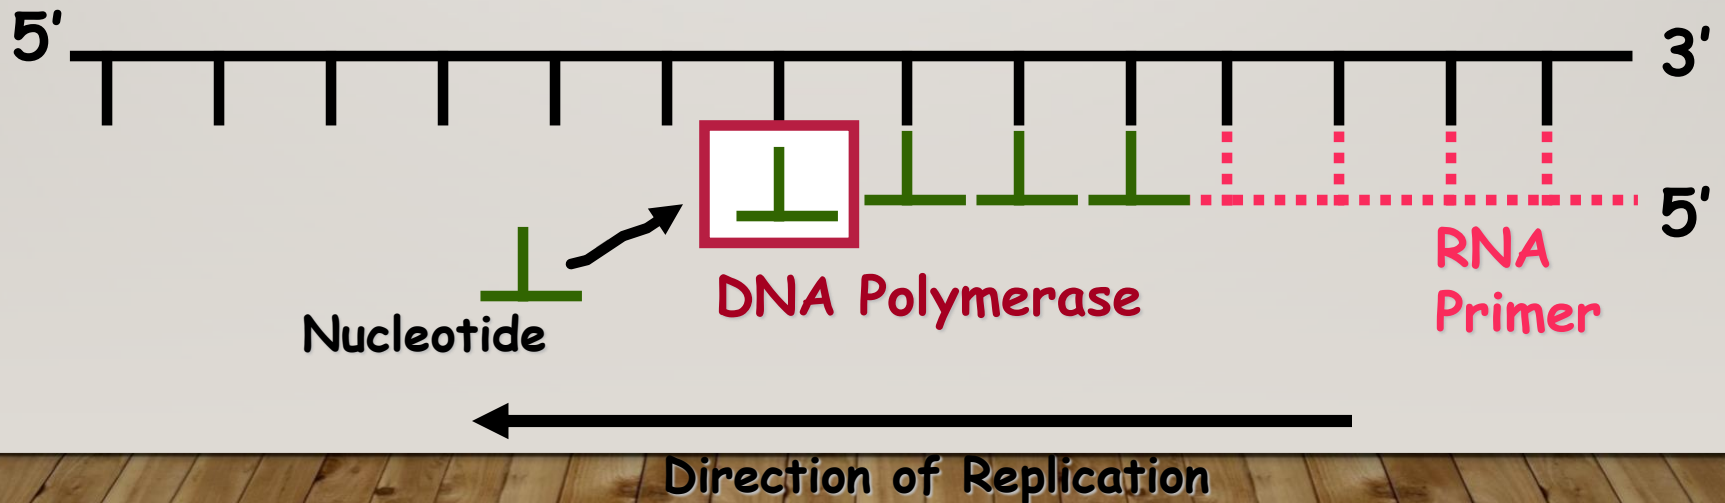 5'
3'
5'
RNA
Primer
DNA Polymerase
Nucleotide
Direction of Replication